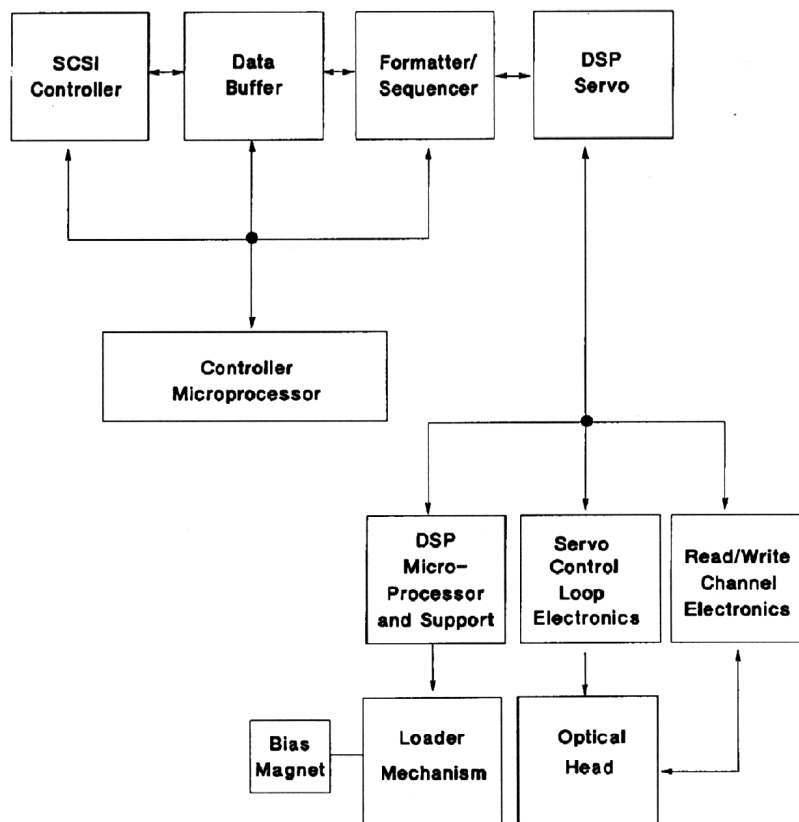 SCSI
Controller
Data
Buffer
Formatter/
Sequencer
DSP
Servo
Controller
Microprocessor
DSP
Micro-
Processor
and Support
Servo
Control
Loop
Electronics
Read/Write
Channel
Electronics
Bias
Magnet
Loader
Mechanism
Optical
Head